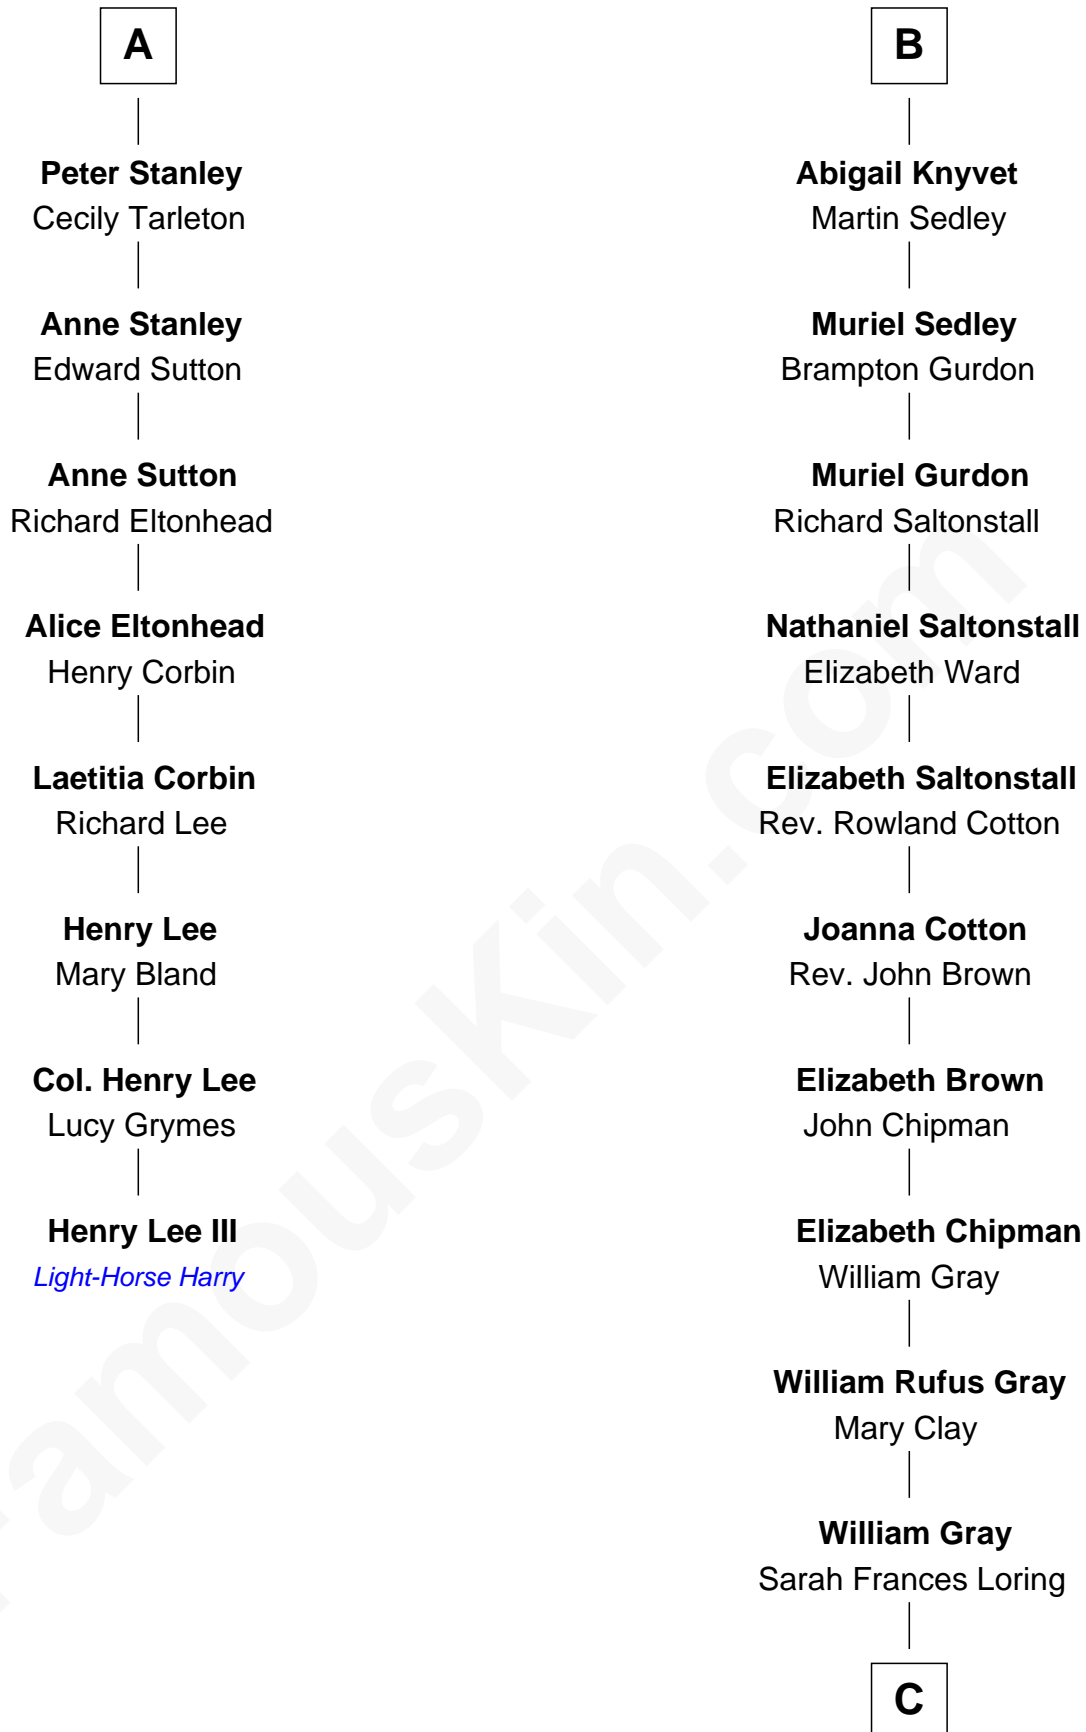 A
Peter Stanley
Cecily Tarleton
Anne Stanley
Edward Sutton
Anne Sutton
Richard Eltonhead
Alice Eltonhead
Henry Corbin
Laetitia Corbin
Richard Lee
Henry Lee
Mary Bland
Col. Henry Lee
Lucy Grymes
Henry Lee III
Light-Horse Harry
B
Abigail Knyvet
Martin Sedley
Muriel Sedley
Brampton Gurdon
Muriel Gurdon
Richard Saltonstall
Nathaniel Saltonstall
Elizabeth Ward
Elizabeth Saltonstall
Rev. Rowland Cotton
Joanna Cotton
Rev. John Brown
Elizabeth Brown
John Chipman
Elizabeth Chipman
William Gray
William Rufus Gray
Mary Clay
William Gray
Sarah Frances Loring
C
FamousKin.com